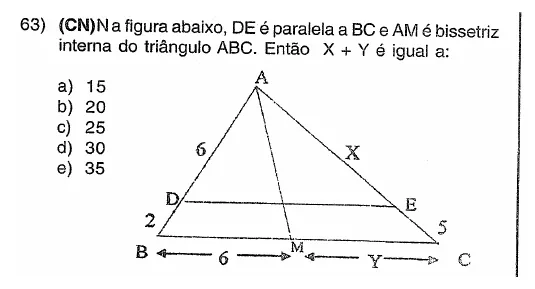 63) (CN)Na figura abaixo, DE é paralela a BC e AM é bissetriz
interna do triângulo ABC. Então X + Y é igual a:
a) 15
b) 20
c) 25
d) 30
e) 35
A
6
X
D
E
2
5
B
6
M
Y
C